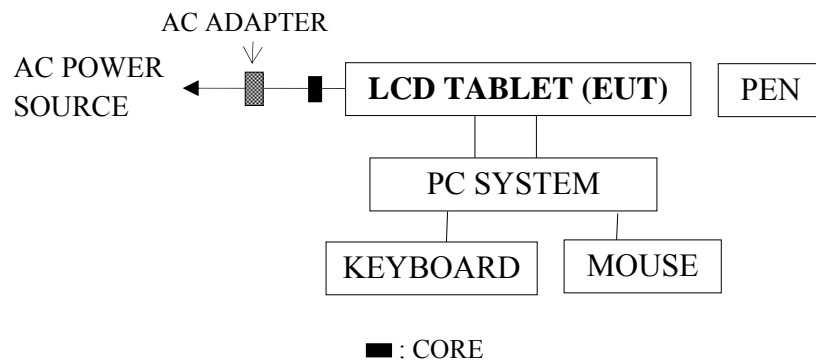 AC ADAPTER
AC POWER
SOURCE
LCD TABLET (EUT)
PEN
PC SYSTEM
KEYBOARD
MOUSE
: CORE